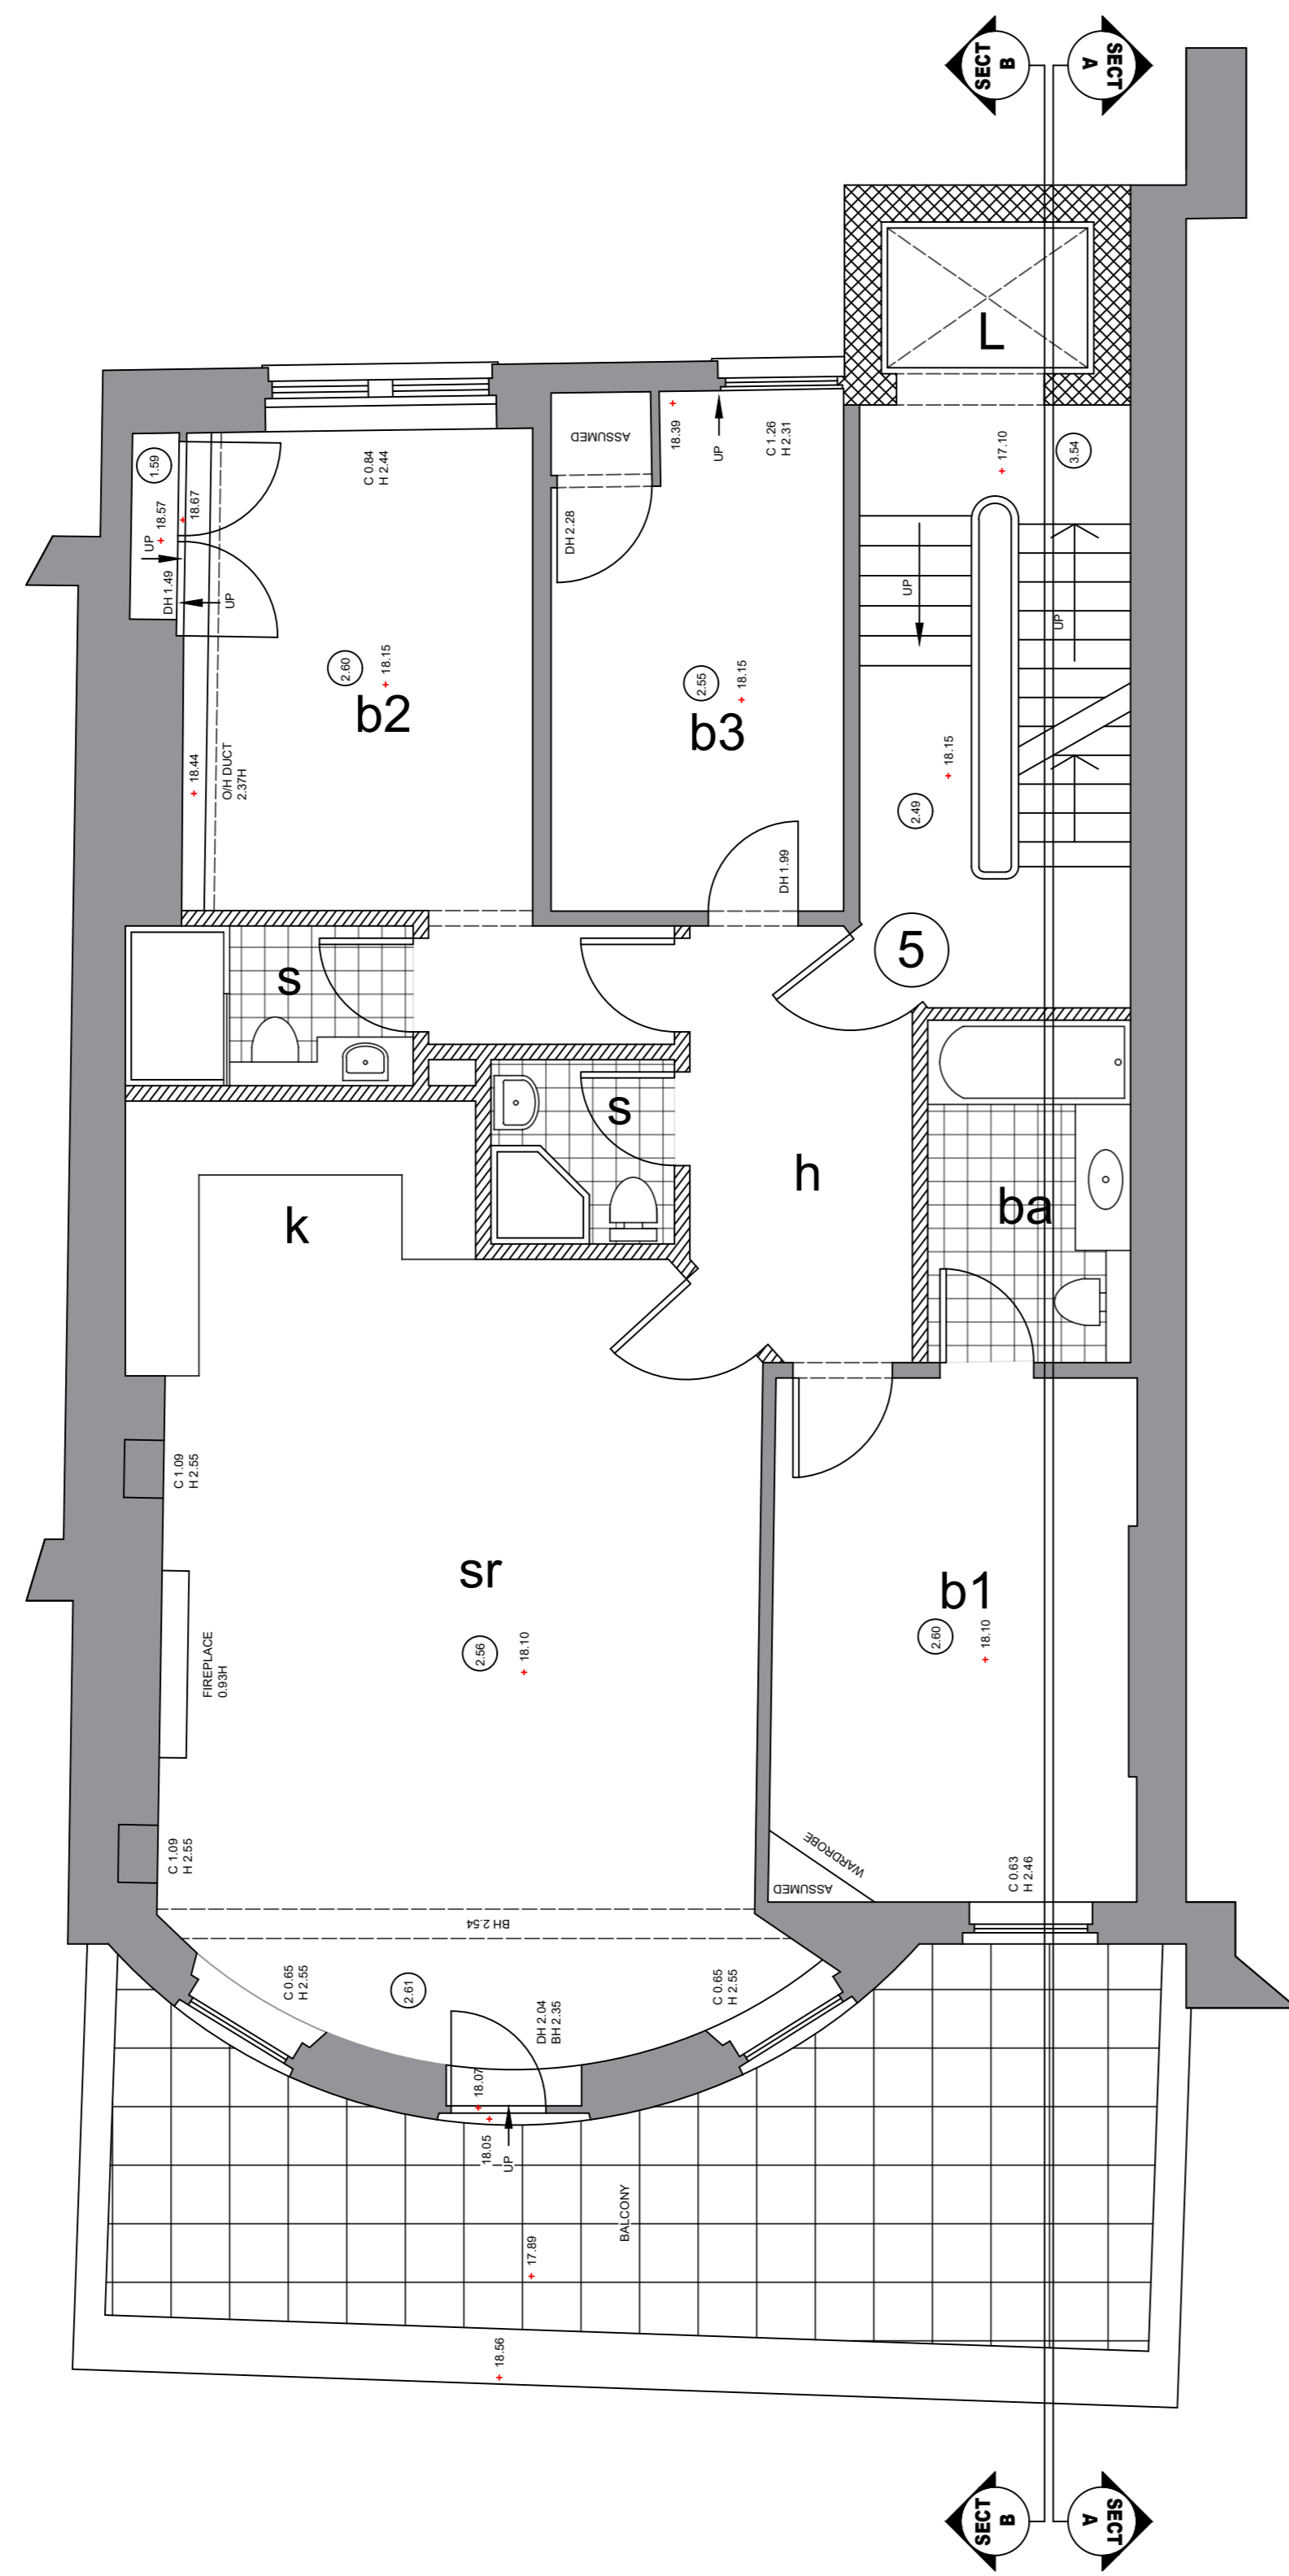 SECT
B
SECT
A
L
1.59
18.57
18.67
UP
DH 1.49
UP
C 0.84
H 2.44
ASSUMED
18.39
UP
C 1.26
H 2.31
17.10
3.54
DH 2.28
UP
UP
2.60
18.15
b2
2.55
18.15
b3
18.44
O/H DUCT
2.37H
18.15
2.49
DH 1.99
5
s
s
h
ba
k
C 1.09
H 2.55
sr
2.56
18.10
b1
2.60
18.10
FIREPLACE
0.93H
C 1.09
H 2.55
WARDROBE
ASSUMED
C 0.63
H 2.46
BH 2.54
C 0.65
H 2.55
2.61
DH 2.04
BH 2.35
C 0.65
H 2.55
18.07
18.05
UP
BALCONY
17.89
18.56
SECT
B
SECT
A